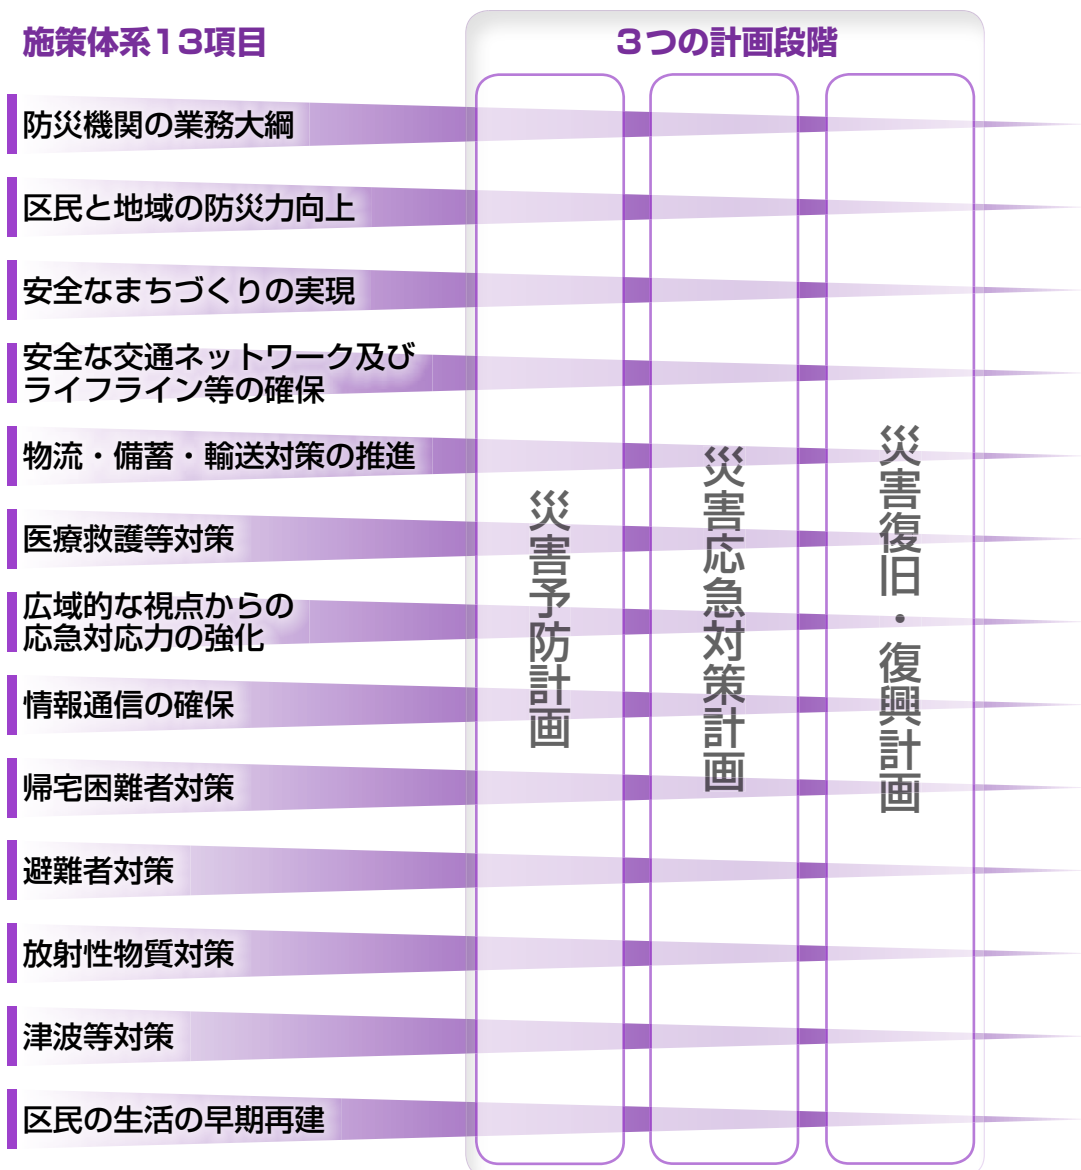 施策体系13項目
3つの計画段階
防災機関の業務大綱
区民と地域の防災力向上
安全なまちづくりの実現
安全な交通ネットワーク及び
ライフライン等の確保
物流・備蓄・輸送対策の推進
医療救護等対策
広域的な視点からの
応急対応力の強化
情報通信の確保
帰宅困難者対策
避難者対策
放射性物質対策
津波等対策
区民の生活の早期再建
災害予防計画
災害応急対策計画
災害復旧・復興計画